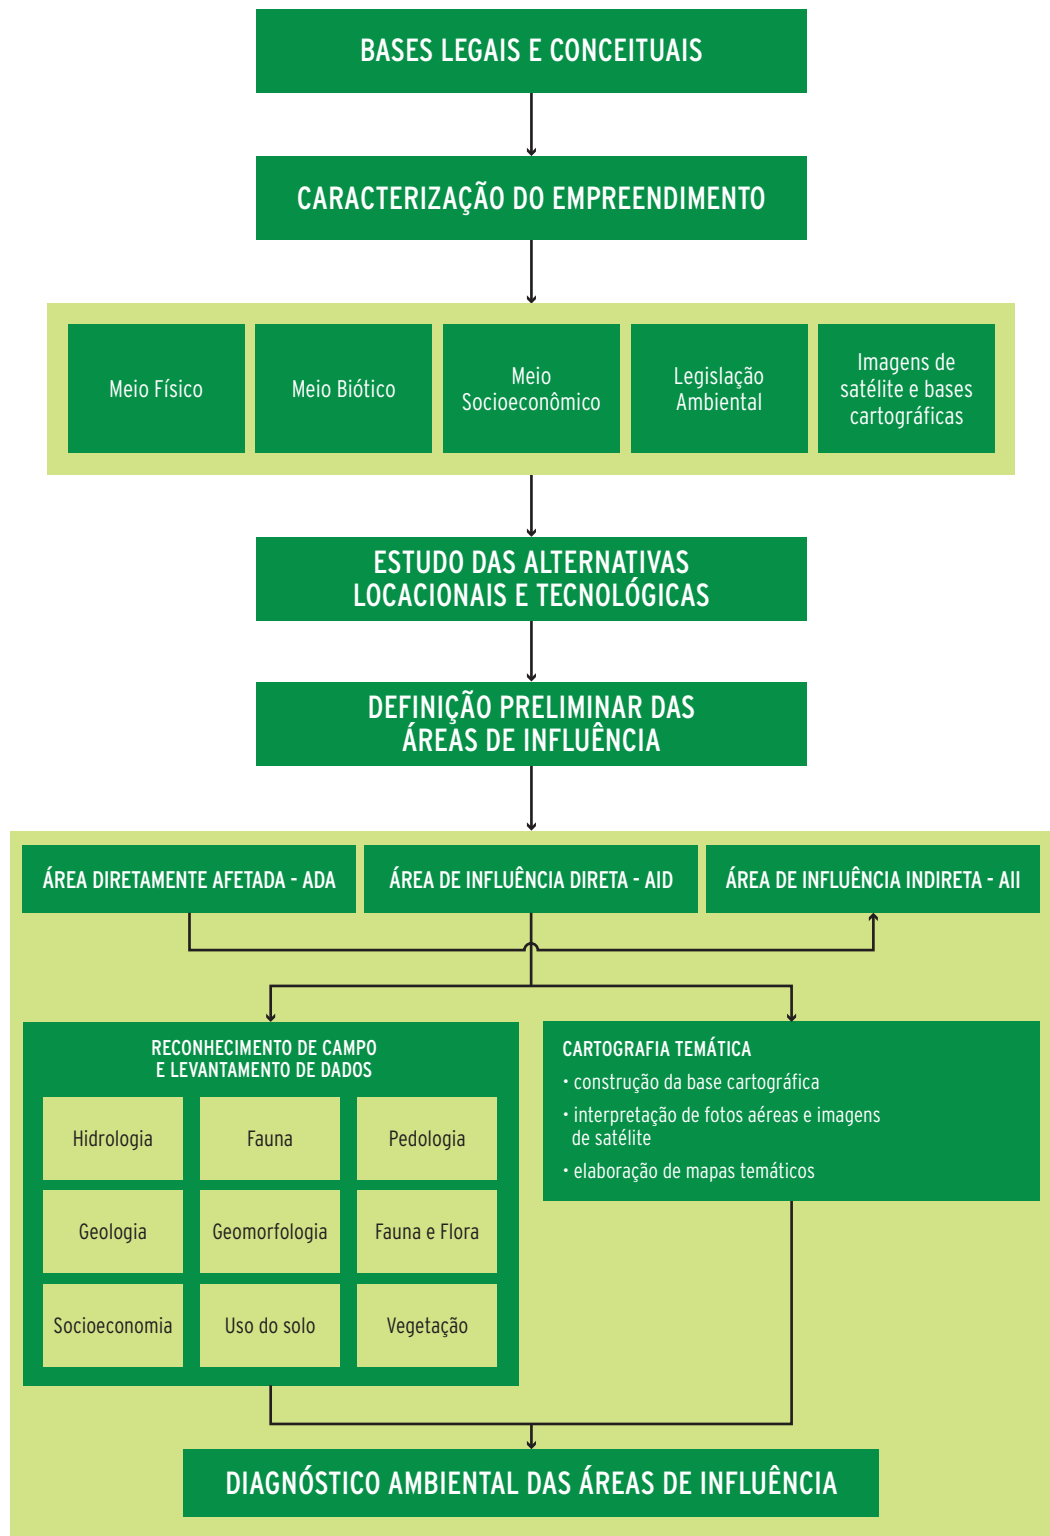 BASES LEGAIS E CONCEITUAIS
CARACTERIZAÇÃO DO EMPREENDIMENTO
Meio Físico
Meio Biótico
Meio
Socioeconômico
Legislação
Ambiental
Imagens de
satélite e bases
cartográficas
ESTUDO DAS ALTERNATIVAS
LOCACIONAIS E TECNOLÓGICAS
DEFINIÇÃO PRELIMINAR DAS
ÁREAS DE INFLUÊNCIA
ÁREA DIRETAMENTE AFETADA - ADA
ÁREA DE INFLUÊNCIA DIRETA - AID
ÁREA DE INFLUÊNCIA INDIRETA - AII
RECONHECIMENTO DE CAMPO
E LEVANTAMENTO DE DADOS
Hidrologia
Fauna
Pedologia
Geologia
Geomorfologia
Fauna e Flora
Socioeconomia
Uso do solo
Vegetação
CARTOGRAFIA TEMÁTICA
• construção da base cartográfica
• interpretação de fotos aéreas e imagens
de satélite
• elaboração de mapas temáticos
DIAGNÓSTICO AMBIENTAL DAS ÁREAS DE INFLUÊNCIA